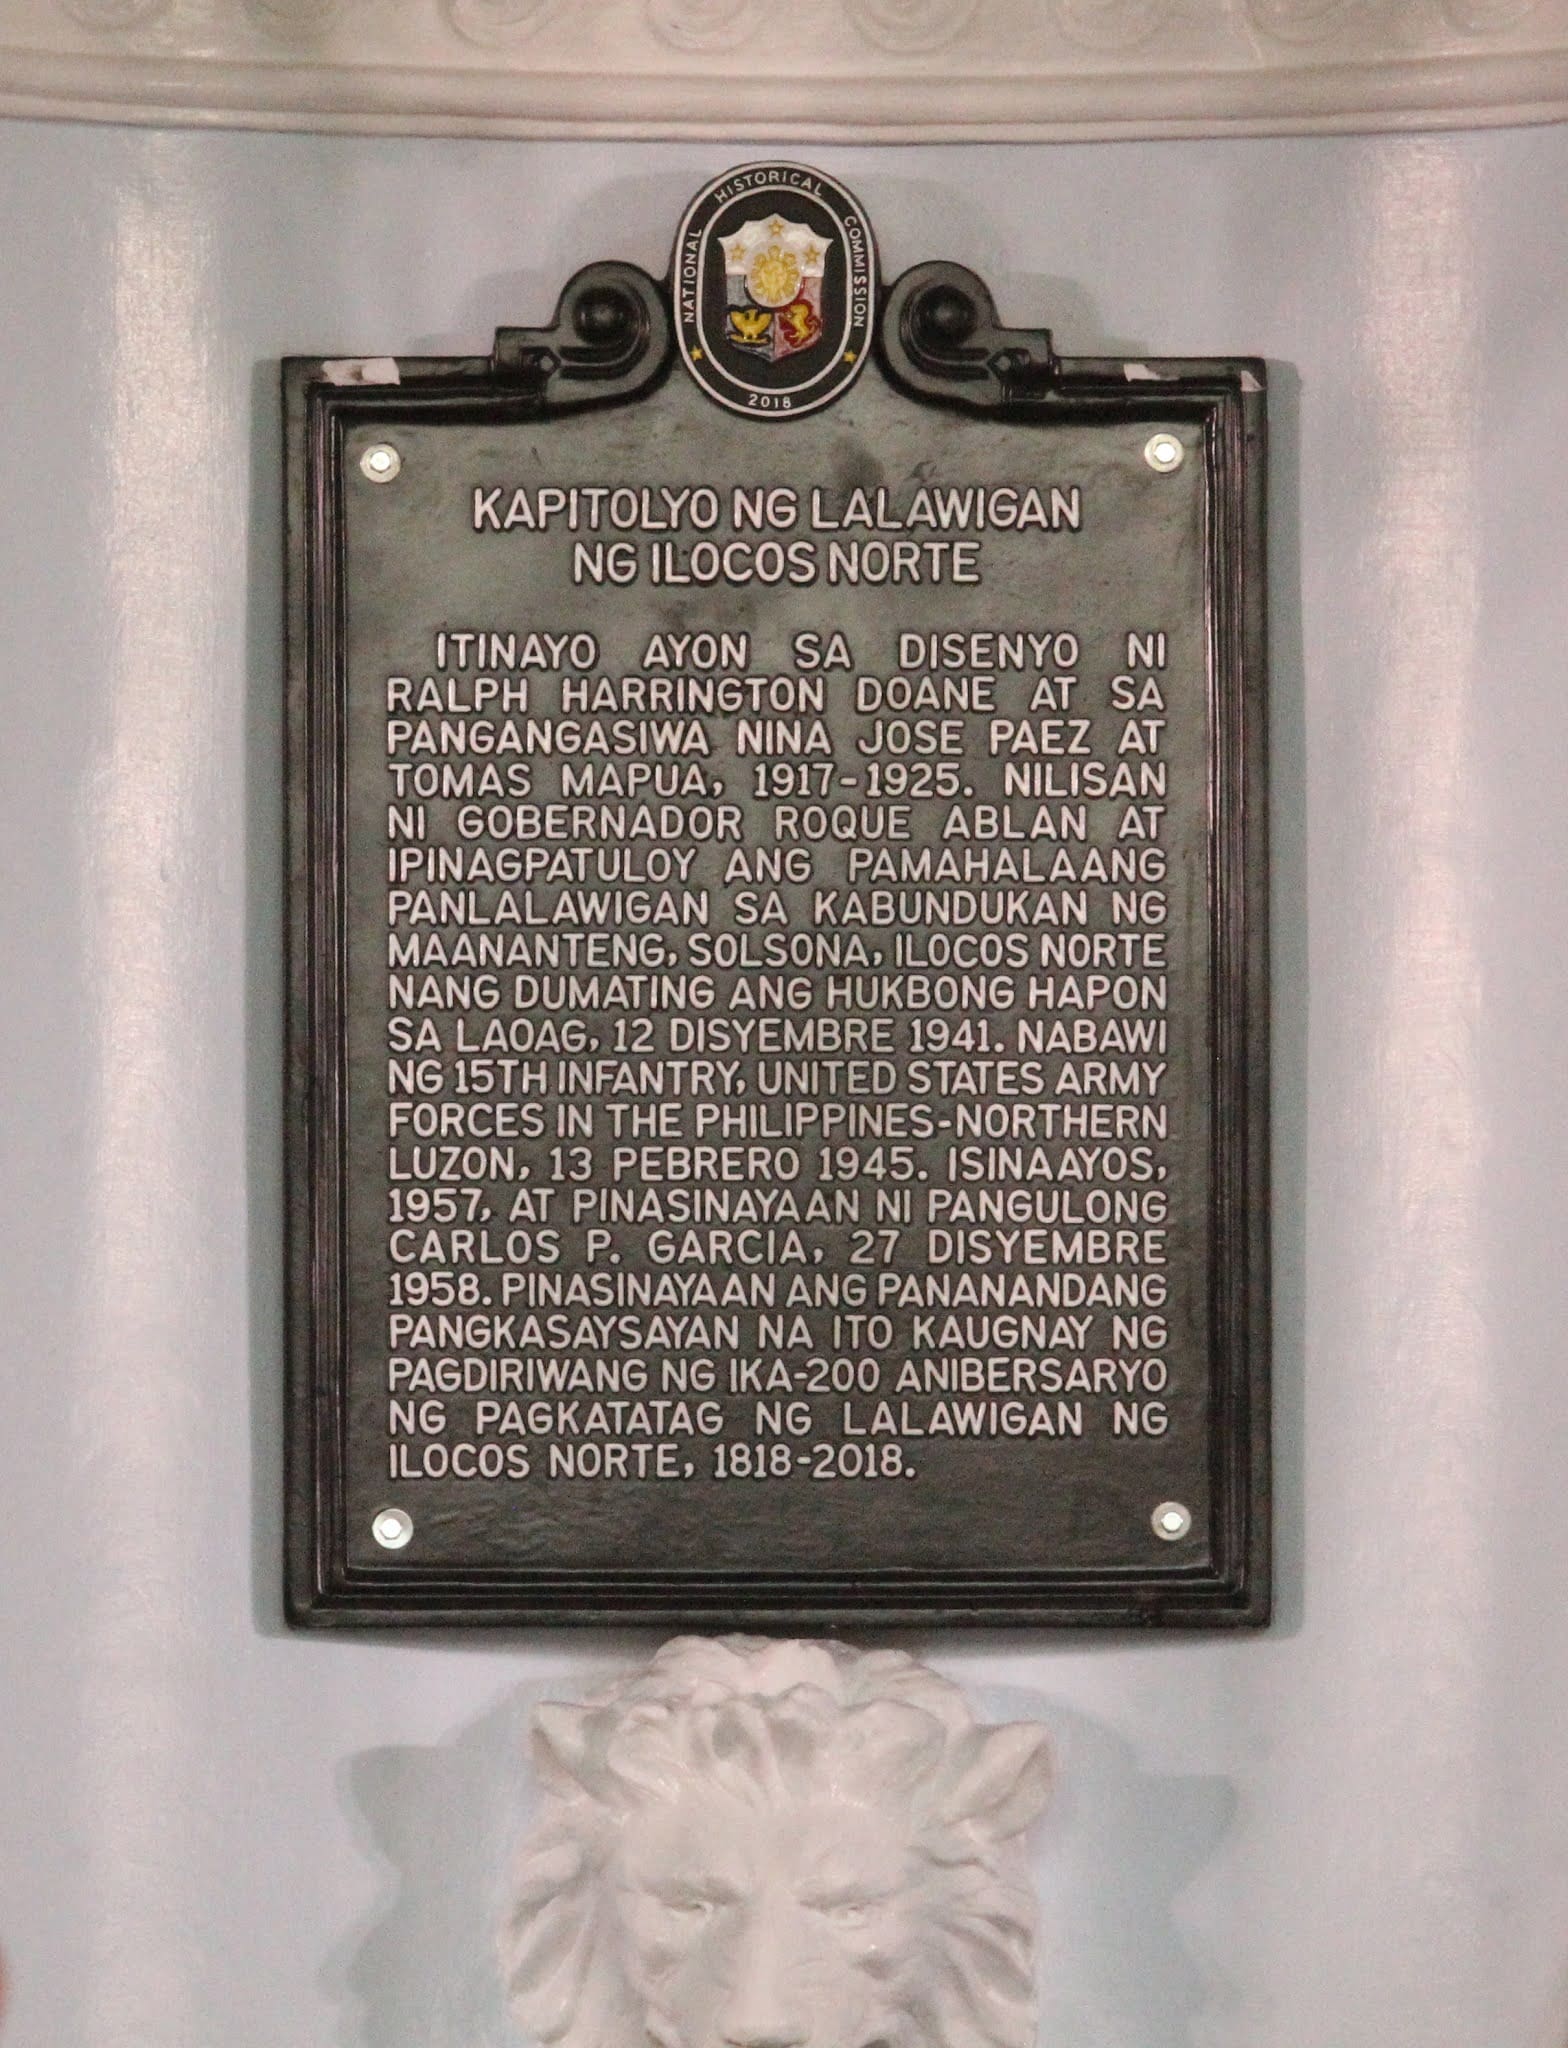 NATIONAL HISTORICAL COMMISSION
2018
KAPITOLYO NG LALAWIGAN
NG ILOCOS NORTE
ITINAYO AYON SA DISENYO NI
RALPH HARRINGTON DOANE AT SA
PANGANGASIWA NINA JOSE PAEZ AT
TOMAS MAPUA, 1917-1925. NILISAN
NI GOBERNADOR ROQUE ABLAN AT
IPINAGPATULOY ANG PAMAHALAANG
PANLALAWIGAN SA KABUNDUKAN NG
MAANANTENG, SOLSONA, ILOCOS NORTE
NANG DUMATING ANG HUKBONG HAPON
SA LAOAG, 12 DISYEMBRE 1941. NABAWI
NG 15TH INFANTRY, UNITED STATES ARMY
FORCES IN THE PHILIPPINES-NORTHERN
LUZON, 13 PEBRERO 1945. ISINAAYOS,
1957, AT PINASINAYAAN NI PANGULONG
CARLOS P. GARCIA, 27 DISYEMBRE
1958. PINASINAYAAN ANG PANANANDANG
PANGKASAYSAYAN NA ITO KAUGNAY NG
PAGDIRIWANG NG IKA-200 ANIBERSARYO
NG PAGKATATAG NG LALAWIGAN NG
ILOCOS NORTE, 1818-2018.